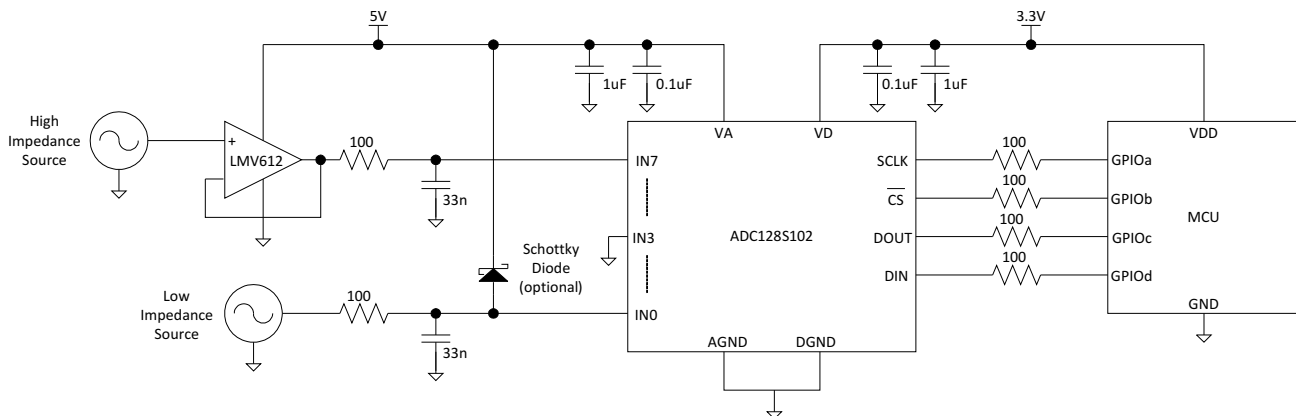 5V
3.3V
1uF
0.1uF
0.1uF
1uF
High
Impedance
Source
+
LMV612
-
100
33n
VA
VD
VDD
IN7
IN3
IN0
ADC128S102
SCLK
CS
DOUT
DIN
AGND
DGND
100
100
100
100
GPIOa
GPIOb
GPIOc
GPIOd
MCU
GND
Schottky
Diode
(optional)
Low
Impedance
Source
100
33n